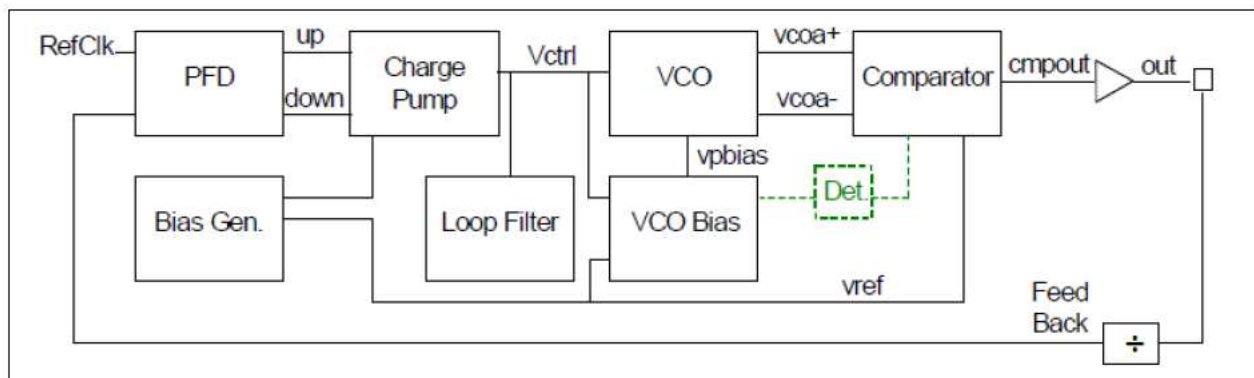 RefClk
PFD
up
down
Charge
Pump
Vctrl
VCO
vcoa+
vcoa-
Comparator
cmpout
out
vpbias
Bias Gen.
Loop Filter
VCO Bias
Det.
vref
Feed
Back
÷